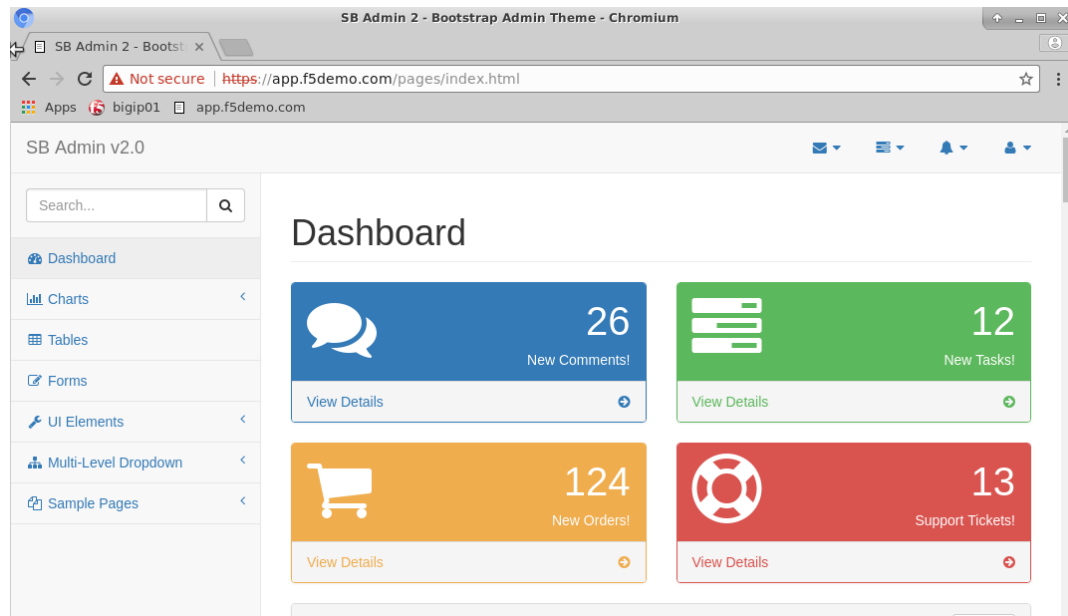 SB Admin 2 - Bootstrap Admin Theme - Chromium
SB Admin 2 - Bootst
Not secure https://app.f5demo.com/pages/index.html
Apps bigip01 app.f5demo.com
SB Admin v2.0
Search...
Dashboard
Charts
Tables
Forms
UI Elements
Multi-Level Dropdown
Sample Pages
Dashboard
26
New Comments!
View Details
12
New Tasks!
View Details
124
New Orders!
View Details
13
Support Tickets!
View Details